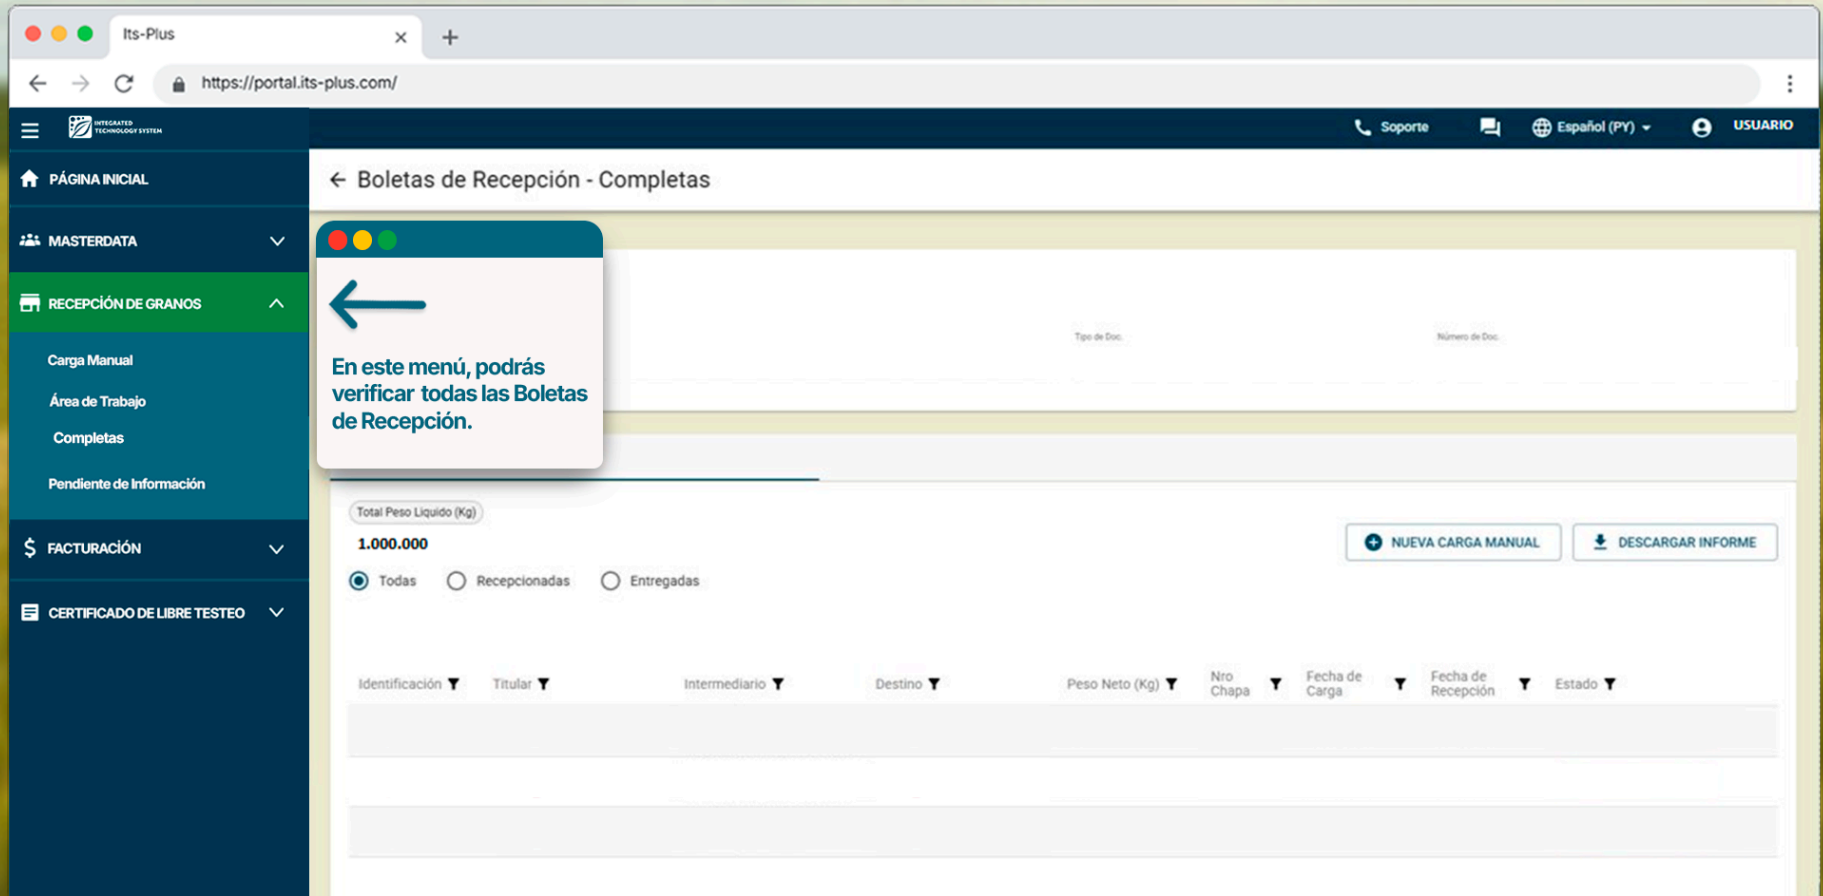 Its-Plus
https://portal.its-plus.com/
INTEGRATED
TECHNOLOGY SYSTEM
Soporte
Español (PY)
USUARIO
PÁGINA INICIAL
MASTERDATA
RECEPCIÓN DE GRANOS
Carga Manual
Área de Trabajo
Completas
Pendiente de Información
FACTURACIÓN
CERTIFICADO DE LIBRE TESTEO
Boletas de Recepción - Completas
En este menú, podrás
verificar todas las Boletas
de Recepción.
Tipo de Doc.
Número de Doc.
Total Peso Liquido (Kg)
1.000.000
NUEVA CARGA MANUAL
DESCARGAR INFORME
Todas
Recepcionadas
Entregadas
Identificación
Titular
Intermediario
Destino
Peso Neto (Kg)
Nro
Chapa
Fecha de
Carga
Fecha de
Recepción
Estado